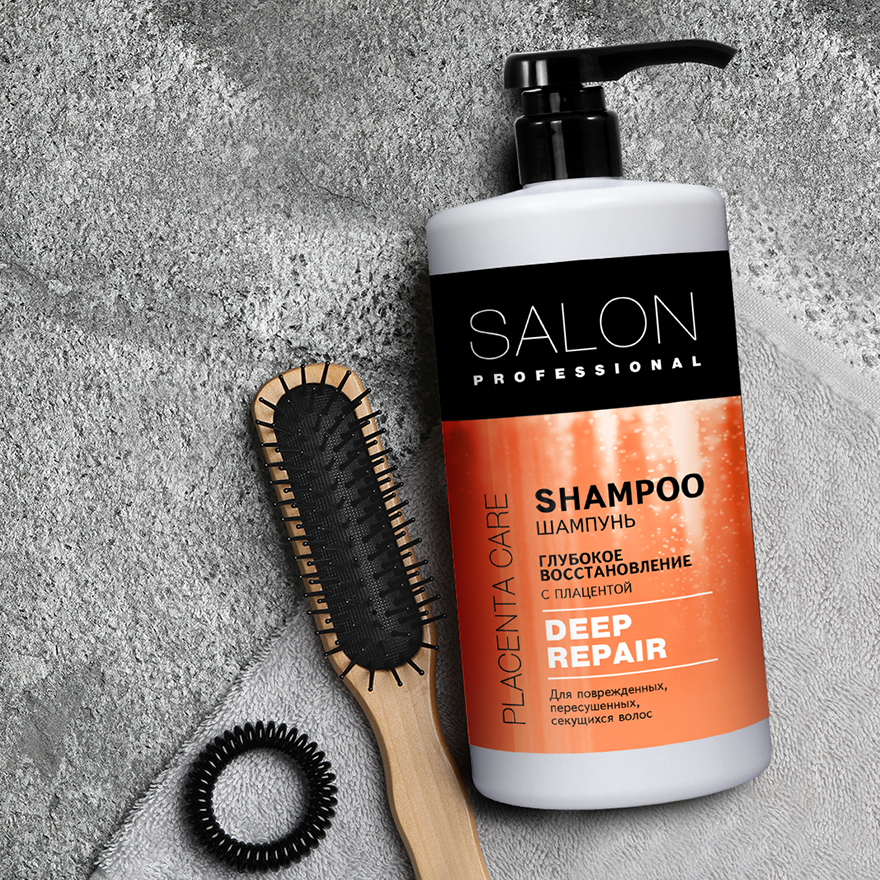 SALON
PROFESSIONAL
PLACENTA CARE
SHAMPOO
ШАМПУНЬ
ГЛУБОКОЕ
ВОССТАНОВЛЕНИЕ
С ПЛАЦЕНТОЙ
DEEP
REPAIR
Для поврежденных,
пересушенных,
секущихся волос